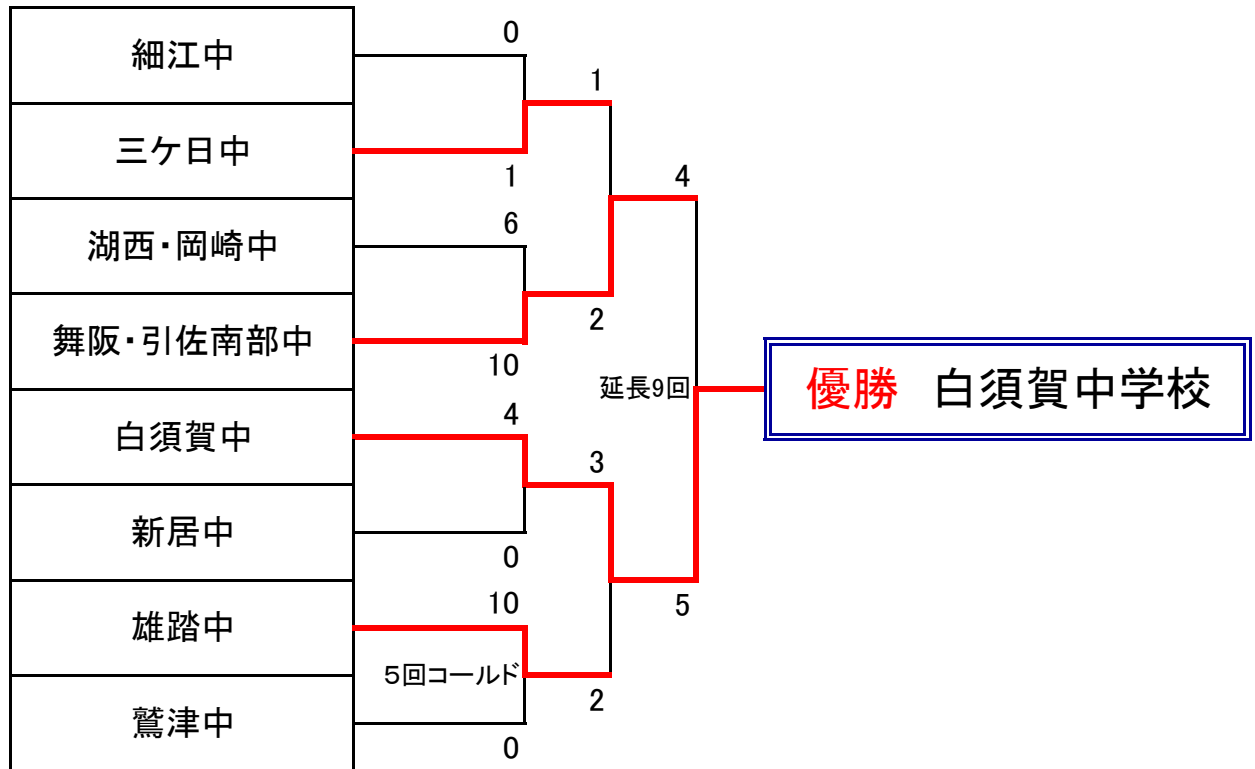 細江中
三ケ日中
湖西・岡崎中
舞阪・引佐南部中
白須賀中
新居中
雄踏中
鷲津中
0
1
6
10
4
0
10
5回コールド
0
1
2
3
2
4
延長9回
5
優勝 白須賀中学校